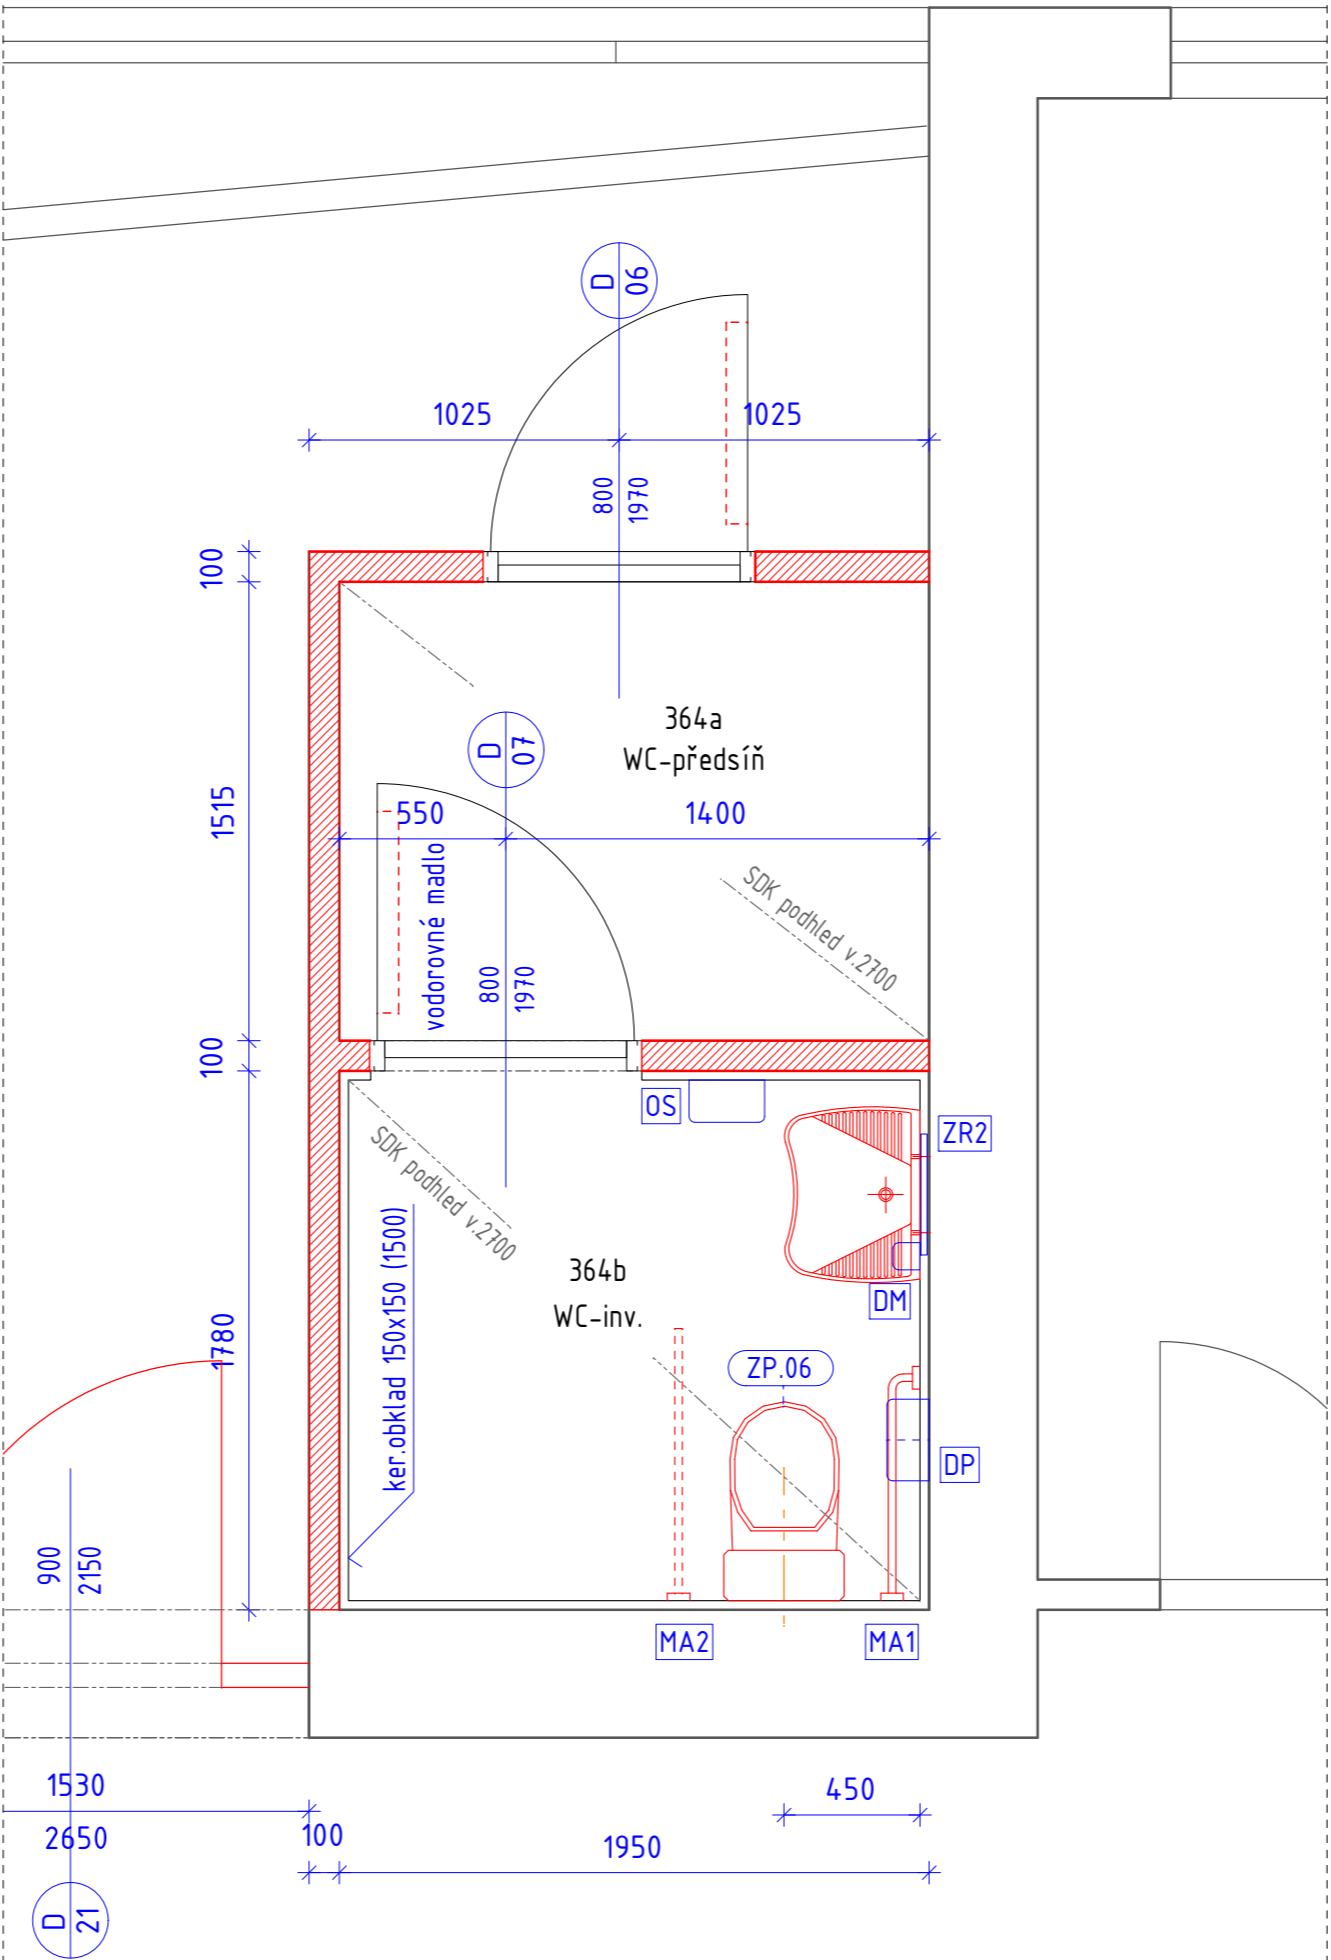 D
06
1025
1025
800
1970
100
364a
WC-předsíň
D
07
550
1400
1515
vodorovné madlo
800
1970
SDK podhled v.2700
100
OS
ZR2
SDK podhled v.2700
ker.obklad 150x150 (1500)
364b
WC-inv.
DM
1780
ZP.06
DP
900
2150
MA2
MA1
1530
2650
100
450
1950
D
21